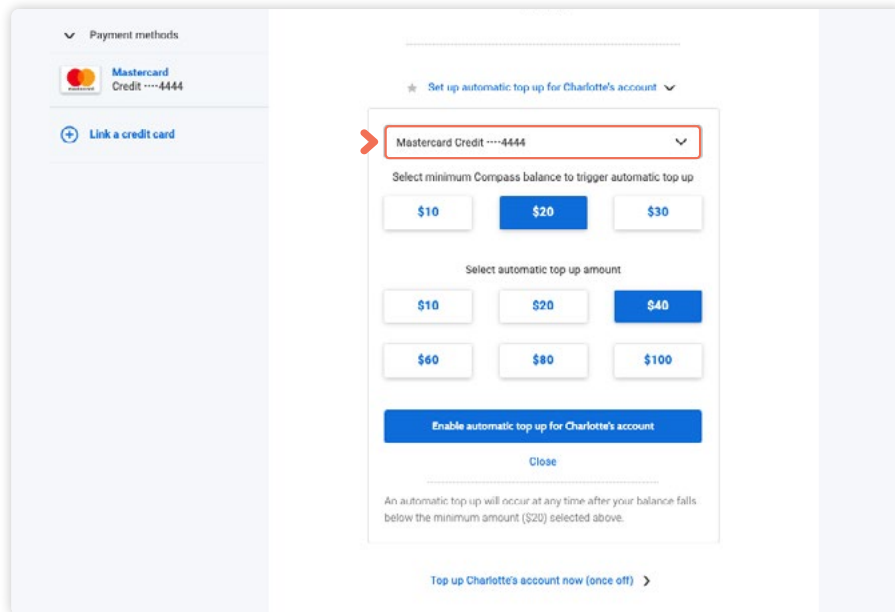 Payment methods
Mastercard
Credit ····4444
Link a credit card
Set up automatic top up for Charlotte's account
Mastercard Credit ····4444
Select minimum Compass balance to trigger automatic top up
$10
$20
$30
Select automatic top up amount
$10
$20
$40
$60
$80
$100
Enable automatic top up for Charlotte's account
Close
An automatic top up will occur at any time after your balance falls
below the minimum amount ($20) selected above.
Top up Charlotte's account now (once off)